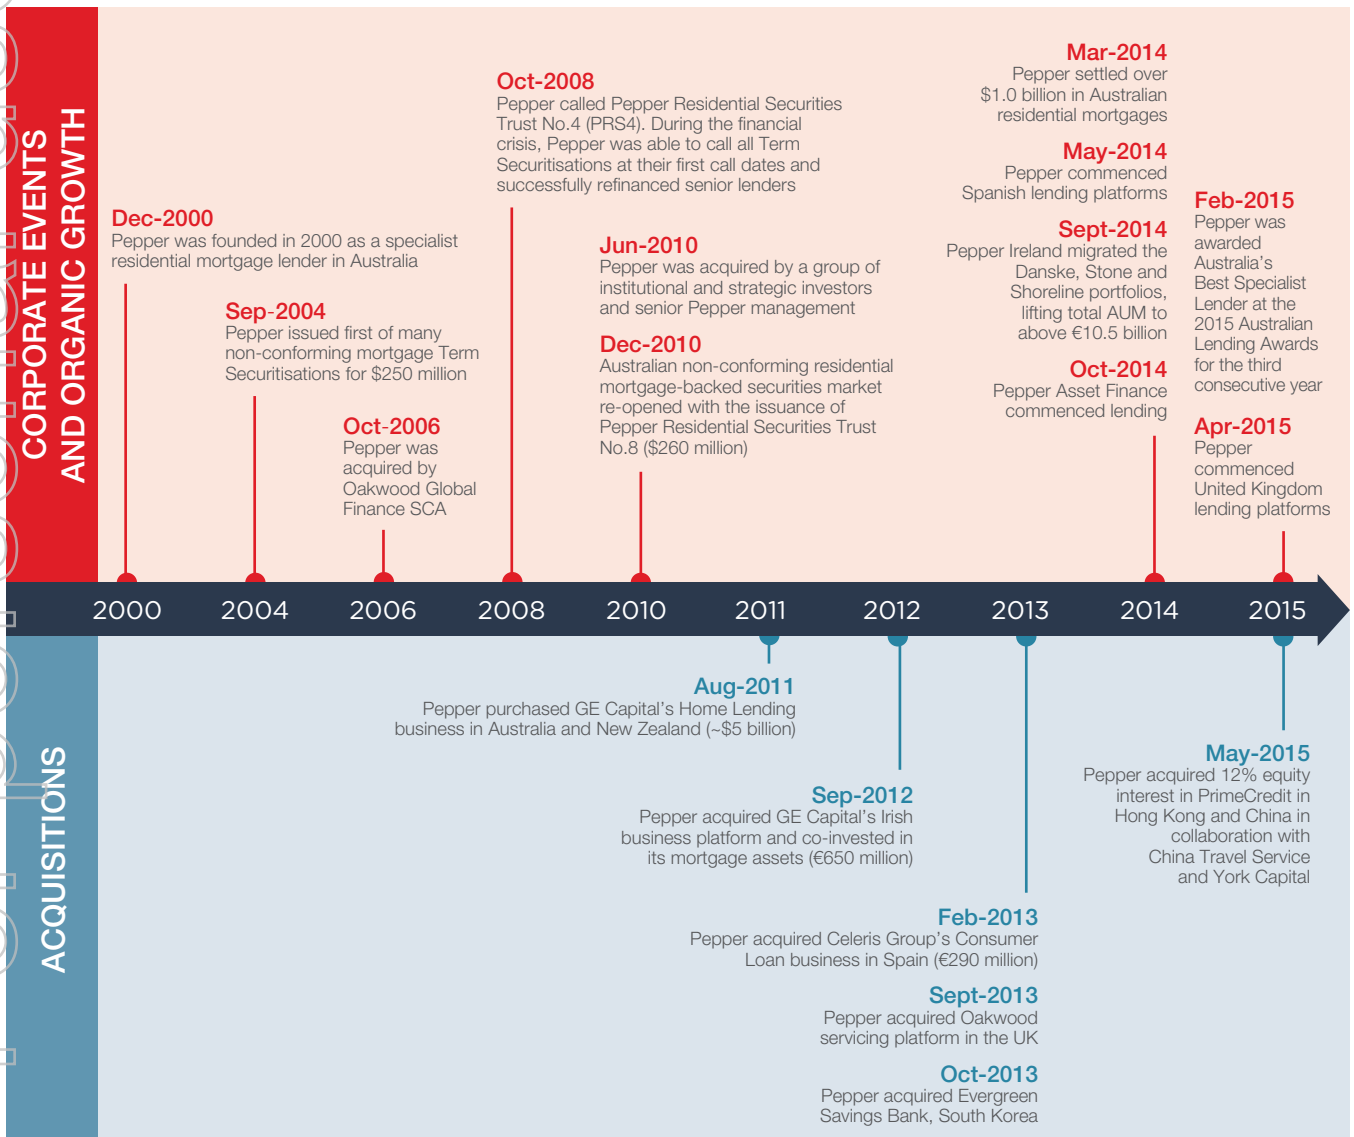 CORPORATE EVENTS
AND ORGANIC GROWTH
Dec-2000
Pepper was founded in 2000 as a specialist
residential mortgage lender in Australia
Sep-2004
Pepper issued first of many
non-conforming mortgage Term
Securitisations for $250 million
Oct-2006
Pepper was
acquired by
Oakwood Global
Finance SCA
Oct-2008
Pepper called Pepper Residential Securities
Trust No.4 (PRS4). During the financial
crisis, Pepper was able to call all Term
Securitisations at their first call dates and
successfully refinanced senior lenders
Jun-2010
Pepper was acquired by a group of
institutional and strategic investors
and senior Pepper management
Dec-2010
Australian non-conforming residential
mortgage-backed securities market
re-opened with the issuance of
Pepper Residential Securities Trust
No.8 ($260 million)
Mar-2014
Pepper settled over
$1.0 billion in Australian
residential mortgages
May-2014
Pepper commenced
Spanish lending platforms
Sept-2014
Pepper Ireland migrated the
Danske, Stone and
Shoreline portfolios,
lifting total AUM to
above €10.5 billion
Oct-2014
Pepper Asset Finance
commenced lending
Feb-2015
Pepper was
awarded
Australia's
Best Specialist
Lender at the
2015 Australian
Lending Awards
for the third
consecutive year
Apr-2015
Pepper
commenced
United Kingdom
lending platforms
2000 2004 2006 2008 2010 2011 2012 2013 2014 2015
ACQUISITIONS
Aug-2011
Pepper purchased GE Capital's Home Lending
business in Australia and New Zealand (~$5 billion)
Sep-2012
Pepper acquired GE Capital's Irish
business platform and co-invested in
its mortgage assets (€650 million)
Feb-2013
Pepper acquired Celeris Group's Consumer
Loan business in Spain (€290 million)
Sept-2013
Pepper acquired Oakwood
servicing platform in the UK
Oct-2013
Pepper acquired Evergreen
Savings Bank, South Korea
May-2015
Pepper acquired 12% equity
interest in PrimeCredit in
Hong Kong and China in
collaboration with
China Travel Service
and York Capital